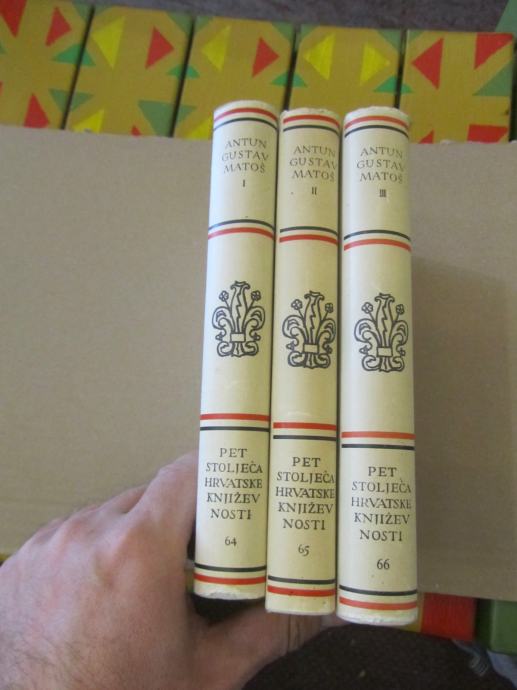 ANTUN
GUSTAV
MATOŠ
I
PET
STOLJEĆA
HRVATSKE
KNJIŽEV
NOSTI
64
ANTUN
GUSTAV
MATOŠ
II
PET
STOLJEĆA
HRVATSKE
KNJIŽEV
NOSTI
65
ANTUN
GUSTAV
MATOŠ
III
PET
STOLJEĆA
HRVATSKE
KNJIŽEV
NOSTI
66